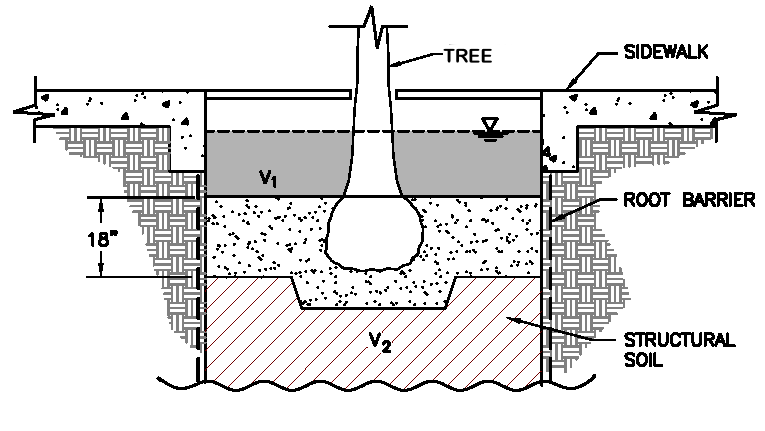 TREE
SIDEWALK
V1
ROOT BARRIER
18"
V2
STRUCTURAL
SOIL